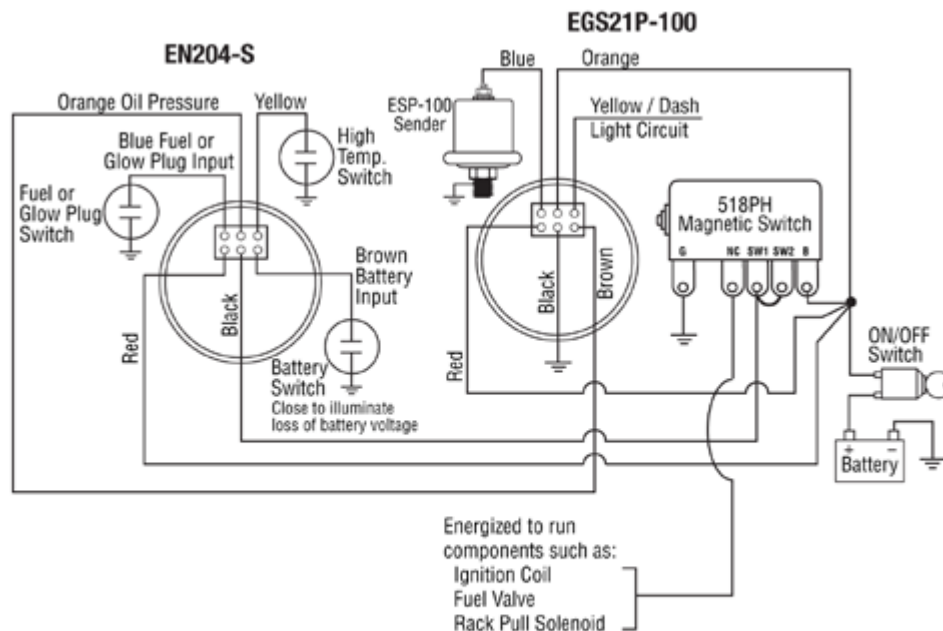 EGS21P-100
EN204-S
Blue
Orange
Orange Oil Pressure
Yellow
ESP-100
Sender
Yellow / Dash
Light Circuit
Blue Fuel or
Glow Plug Input
High
Temp.
Switch
Fuel or
Glow Plug
Switch
518PH
Magnetic Switch
G NC SW1 SW2 B
Brown
Battery
Input
Red
Black
Red
Black
Brown
ON/OFF
Switch
Battery
Switch
Close to illuminate
loss of battery voltage
+ −
Battery
Energized to run
components such as:
Ignition Coil
Fuel Valve
Rack Pull Solenoid